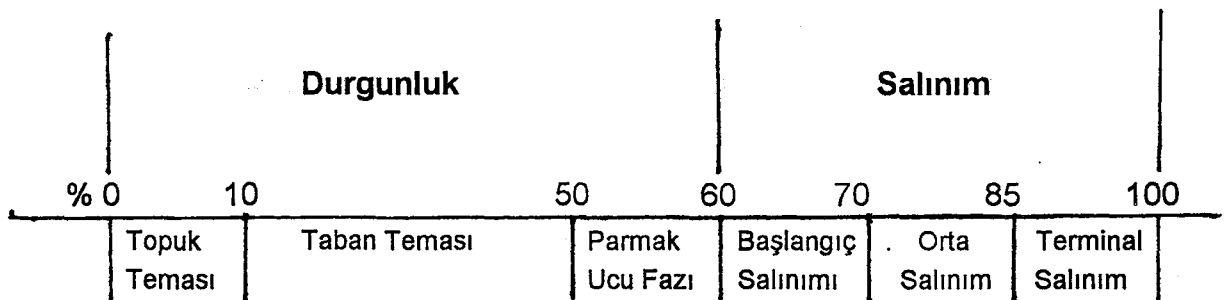 Durgunluk Salınım
% 0 10 50 60 70 85 100
Topuk Taban Teması Parmak Başlangıç Orta Terminal
Teması Ucu Fazı Salınımı Salınım Salınım